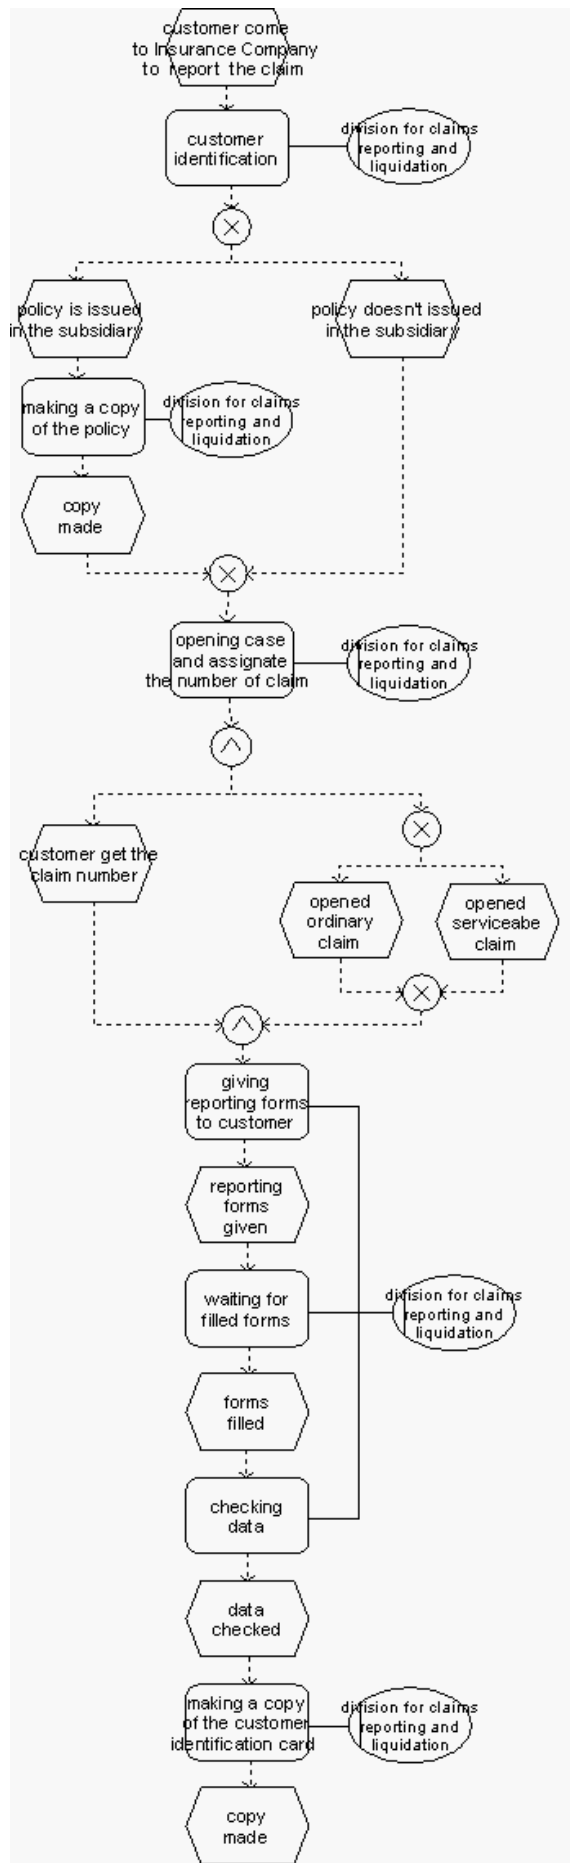 customer come
to Insurance Company
to report the claim
customer
identification
division for claims
reporting and
liquidation
policy is issued
in the subsidiary
policy doesn't issued
in the subsidiary
making a copy
of the policy
division for claims
reporting and
liquidation
copy
made
opening case
and assignate
the number of claim
division for claims
reporting and
liquidation
customer get the
claim number
opened
ordinary
claim
opened
serviceabe
claim
giving
reporting forms
to customer
reporting
forms
given
waiting for
filled forms
division for claims
reporting and
liquidation
forms
filled
checking
data
data
checked
making a copy
of the customer
identification card
division for claims
reporting and
liquidation
copy
made